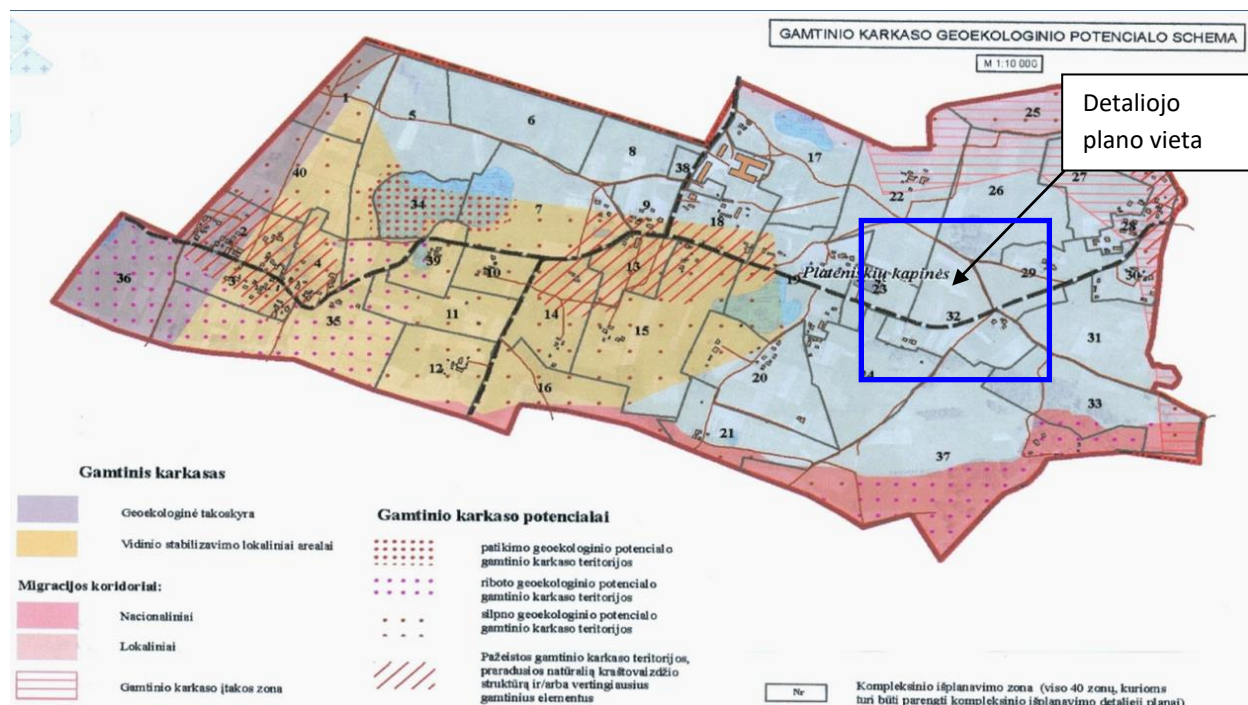 GAMTINIO KARKASO GEOEKOLOGINIO POTENCIALO SCHEMA
M 1:10 000
Detaliojo
plano vieta
1
5
6
8
38
17
25
40
34
7
9
18
22
26
27
2
39
10
13
19
Plateniškių kapinės
23
29
28
30
36
3
4
35
11
14
15
32
31
12
16
20
24
21
33
37
Gamtinis karkasas
Geoekologinė takoskyra
Vidinio stabilizavimo lokaliniai arealai
Migracijos koridoriai:
Nacionaliniai
Lokaliniai
Gamtinio karkaso įtakos zona
Gamtinio karkaso potencialai
patikimo geoekologinio potencialo
gamtinio karkaso teritorijos
riboto geoekologinio potencialo
gamtinio karkaso teritorijos
silpno geoekologinio potencialo
gamtinio karkaso teritorijos
Pažeistos gamtinio karkaso teritorijos,
praradusios natūralią kraštovaizdžio
struktūrą ir/arba vertingiausius
gamtinius elementus
Nr
Kompleksinio išplanavimo zona (viso 40 zonų, kurioms
turi būti parengti kompleksinio išplanavimo detalieji planai)